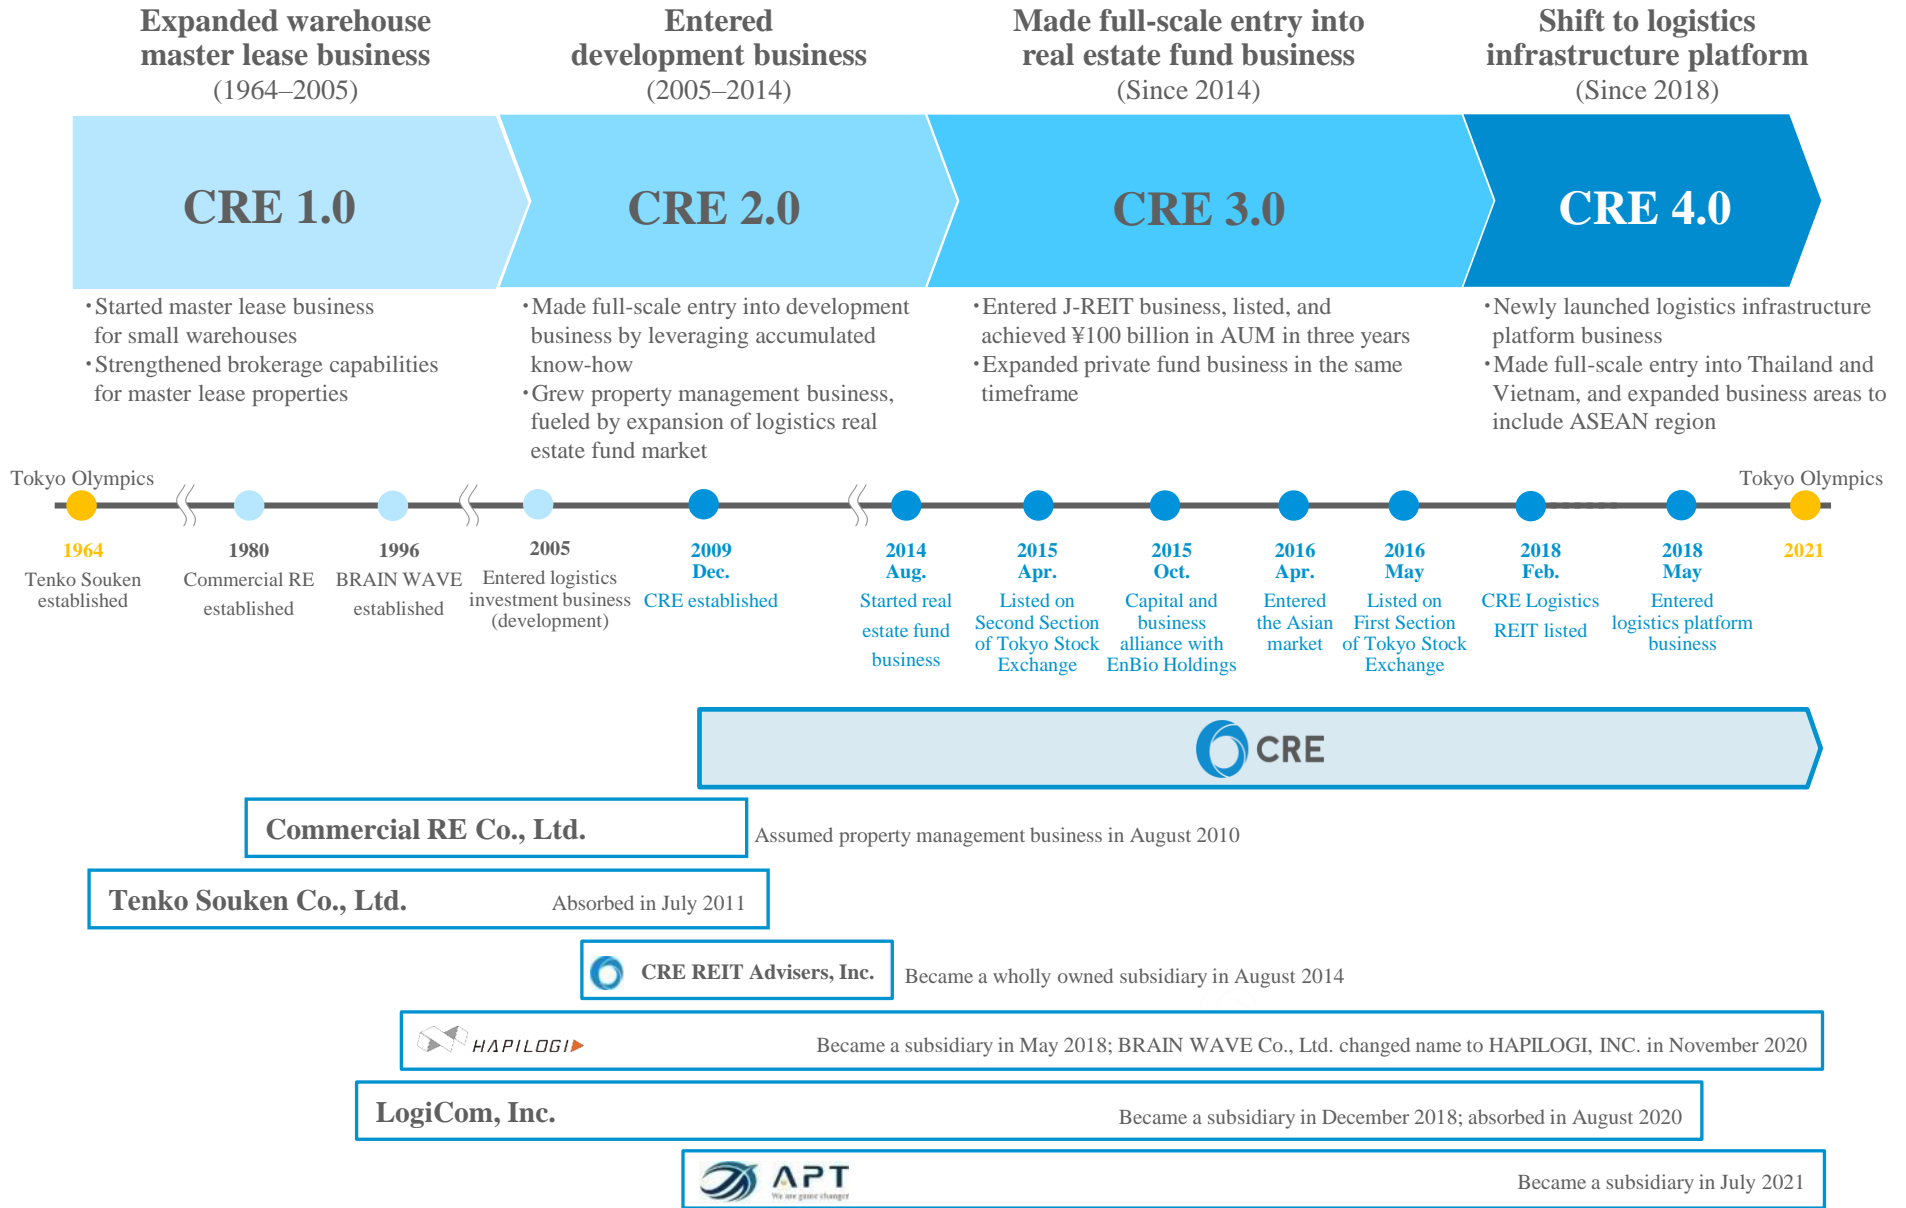 Expanded warehouse
master lease business
(1964–2005)
Entered
development business
(2005–2014)
Made full-scale entry into
real estate fund business
(Since 2014)
Shift to logistics
infrastructure platform
(Since 2018)
CRE 1.0
CRE 2.0
CRE 3.0
CRE 4.0
・Started master lease business
for small warehouses
・Strengthened brokerage capabilities
for master lease properties
・Made full-scale entry into development
business by leveraging accumulated
know-how
・Grew property management business,
fueled by expansion of logistics real
estate fund market
・Entered J-REIT business, listed, and
achieved ¥100 billion in AUM in three years
・Expanded private fund business in the same
timeframe
・Newly launched logistics infrastructure
platform business
・Made full-scale entry into Thailand and
Vietnam, and expanded business areas to
include ASEAN region
Tokyo Olympics
Tokyo Olympics
1964
Tenko Souken
established
1980
Commercial RE
established
1996
BRAIN WAVE
established
2005
Entered logistics
investment business
(development)
2009
Dec.
CRE established
2014
Aug.
Started real
estate fund
business
2015
Apr.
Listed on
Second Section
of Tokyo Stock
Exchange
2015
Oct.
Capital and
business
alliance with
EnBio Holdings
2016
Apr.
Entered
the Asian
market
2016
May
Listed on
First Section
of Tokyo Stock
Exchange
2018
Feb.
CRE Logistics
REIT listed
2018
May
Entered
logistics platform
business
2021
CRE
Commercial RE Co., Ltd.
Assumed property management business in August 2010
Tenko Souken Co., Ltd.
Absorbed in July 2011
CRE REIT Advisers, Inc.
Became a wholly owned subsidiary in August 2014
HAPILOGI
Became a subsidiary in May 2018; BRAIN WAVE Co., Ltd. changed name to HAPILOGI, INC. in November 2020
LogiCom, Inc.
Became a subsidiary in December 2018; absorbed in August 2020
APT
We are game changer
Became a subsidiary in July 2021